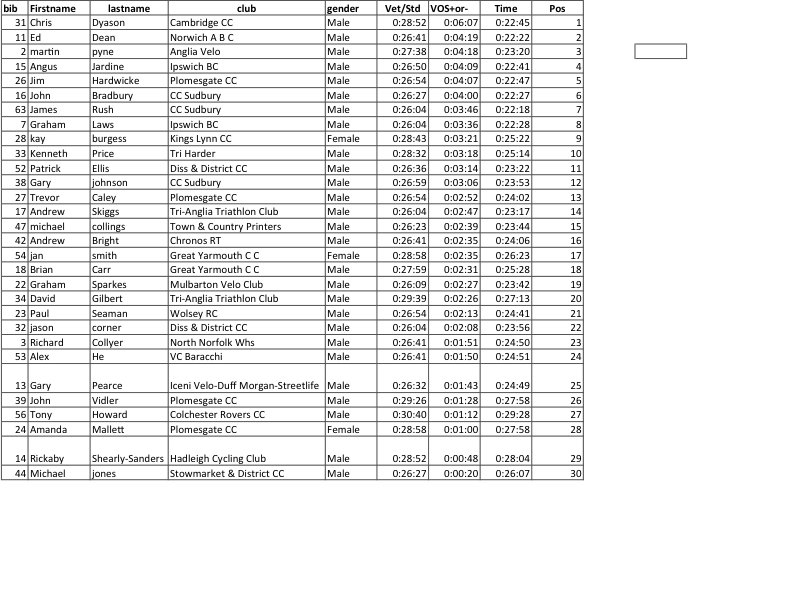 bib Firstname lastname club gender Vet/Std VOS+or- Time Pos
31 Chris Dyason Cambridge CC Male 0:28:52 0:06:07 0:22:45 1
11 Ed Dean Norwich A B C Male 0:26:41 0:04:19 0:22:22 2
2 martin pyne Anglia Velo Male 0:27:38 0:04:18 0:23:20 3
15 Angus Jardine Ipswich BC Male 0:26:50 0:04:09 0:22:41 4
26 Jim Hardwicke Plomesgate CC Male 0:26:54 0:04:07 0:22:47 5
16 John Bradbury CC Sudbury Male 0:26:27 0:04:00 0:22:27 6
63 James Rush CC Sudbury Male 0:26:04 0:03:46 0:22:18 7
7 Graham Laws Ipswich BC Male 0:26:04 0:03:36 0:22:28 8
28 kay burgess Kings Lynn CC Female 0:28:43 0:03:21 0:25:22 9
33 Kenneth Price Tri Harder Male 0:28:32 0:03:18 0:25:14 10
52 Patrick Ellis Diss & District CC Male 0:26:36 0:03:14 0:23:22 11
38 Gary johnson CC Sudbury Male 0:26:59 0:03:06 0:23:53 12
27 Trevor Caley Plomesgate CC Male 0:26:54 0:02:52 0:24:02 13
17 Andrew Skiggs Tri-Anglia Triathlon Club Male 0:26:04 0:02:47 0:23:17 14
47 michael collings Town & Country Printers Male 0:26:23 0:02:39 0:23:44 15
42 Andrew Bright Chronos RT Male 0:26:41 0:02:35 0:24:06 16
54 jan smith Great Yarmouth C C Female 0:28:58 0:02:35 0:26:23 17
18 Brian Carr Great Yarmouth C C Male 0:27:59 0:02:31 0:25:28 18
22 Graham Sparkes Mulbarton Velo Club Male 0:26:09 0:02:27 0:23:42 19
34 David Gilbert Tri-Anglia Triathlon Club Male 0:29:39 0:02:26 0:27:13 20
23 Paul Seaman Wolsey RC Male 0:26:54 0:02:13 0:24:41 21
32 jason corner Diss & District CC Male 0:26:04 0:02:08 0:23:56 22
3 Richard Collyer North Norfolk Whs Male 0:26:41 0:01:51 0:24:50 23
53 Alex He VC Baracchi Male 0:26:41 0:01:50 0:24:51 24
13 Gary Pearce Iceni Velo-Duff Morgan-Streetlife Male 0:26:32 0:01:43 0:24:49 25
39 John Vidler Plomesgate CC Male 0:29:26 0:01:28 0:27:58 26
56 Tony Howard Colchester Rovers CC Male 0:30:40 0:01:12 0:29:28 27
24 Amanda Mallett Plomesgate CC Female 0:28:58 0:01:00 0:27:58 28
14 Rickaby Shearly-Sanders Hadleigh Cycling Club Male 0:28:52 0:00:48 0:28:04 29
44 Michael jones Stowmarket & District CC Male 0:26:27 0:00:20 0:26:07 30